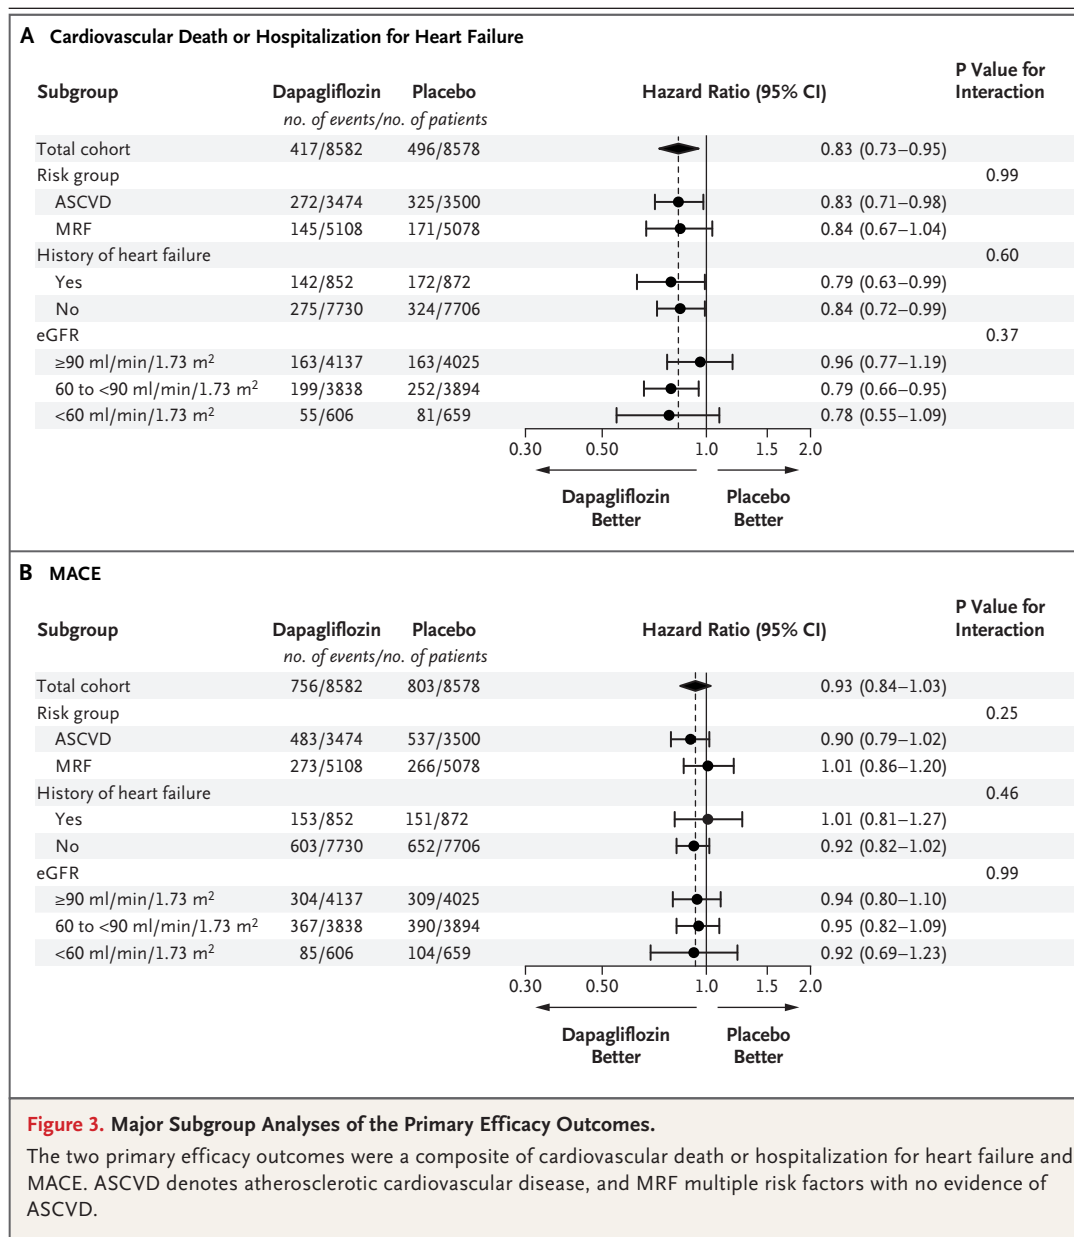 A Cardiovascular Death or Hospitalization for Heart Failure
Subgroup Dapagliflozin Placebo Hazard Ratio (95% CI) P Value for Interaction
no. of events/no. of patients
Total cohort 417/8582 496/8578 0.83 (0.73–0.95)
Risk group 0.99
ASCVD 272/3474 325/3500 0.83 (0.71–0.98)
MRF 145/5108 171/5078 0.84 (0.67–1.04)
History of heart failure 0.60
Yes 142/852 172/872 0.79 (0.63–0.99)
No 275/7730 324/7706 0.84 (0.72–0.99)
eGFR 0.37
≥90 ml/min/1.73 m² 163/4137 163/4025 0.96 (0.77–1.19)
60 to <90 ml/min/1.73 m² 199/3838 252/3894 0.79 (0.66–0.95)
<60 ml/min/1.73 m² 55/606 81/659 0.78 (0.55–1.09)
0.30 0.50 1.0 1.5 2.0
Dapagliflozin Better Placebo Better
B MACE
Subgroup Dapagliflozin Placebo Hazard Ratio (95% CI) P Value for Interaction
no. of events/no. of patients
Total cohort 756/8582 803/8578 0.93 (0.84–1.03)
Risk group 0.25
ASCVD 483/3474 537/3500 0.90 (0.79–1.02)
MRF 273/5108 266/5078 1.01 (0.86–1.20)
History of heart failure 0.46
Yes 153/852 151/872 1.01 (0.81–1.27)
No 603/7730 652/7706 0.92 (0.82–1.02)
eGFR 0.99
≥90 ml/min/1.73 m² 304/4137 309/4025 0.94 (0.80–1.10)
60 to <90 ml/min/1.73 m² 367/3838 390/3894 0.95 (0.82–1.09)
<60 ml/min/1.73 m² 85/606 104/659 0.92 (0.69–1.23)
0.30 0.50 1.0 1.5 2.0
Dapagliflozin Better Placebo Better
Figure 3. Major Subgroup Analyses of the Primary Efficacy Outcomes.
The two primary efficacy outcomes were a composite of cardiovascular death or hospitalization for heart failure and
MACE. ASCVD denotes atherosclerotic cardiovascular disease, and MRF multiple risk factors with no evidence of
ASCVD.